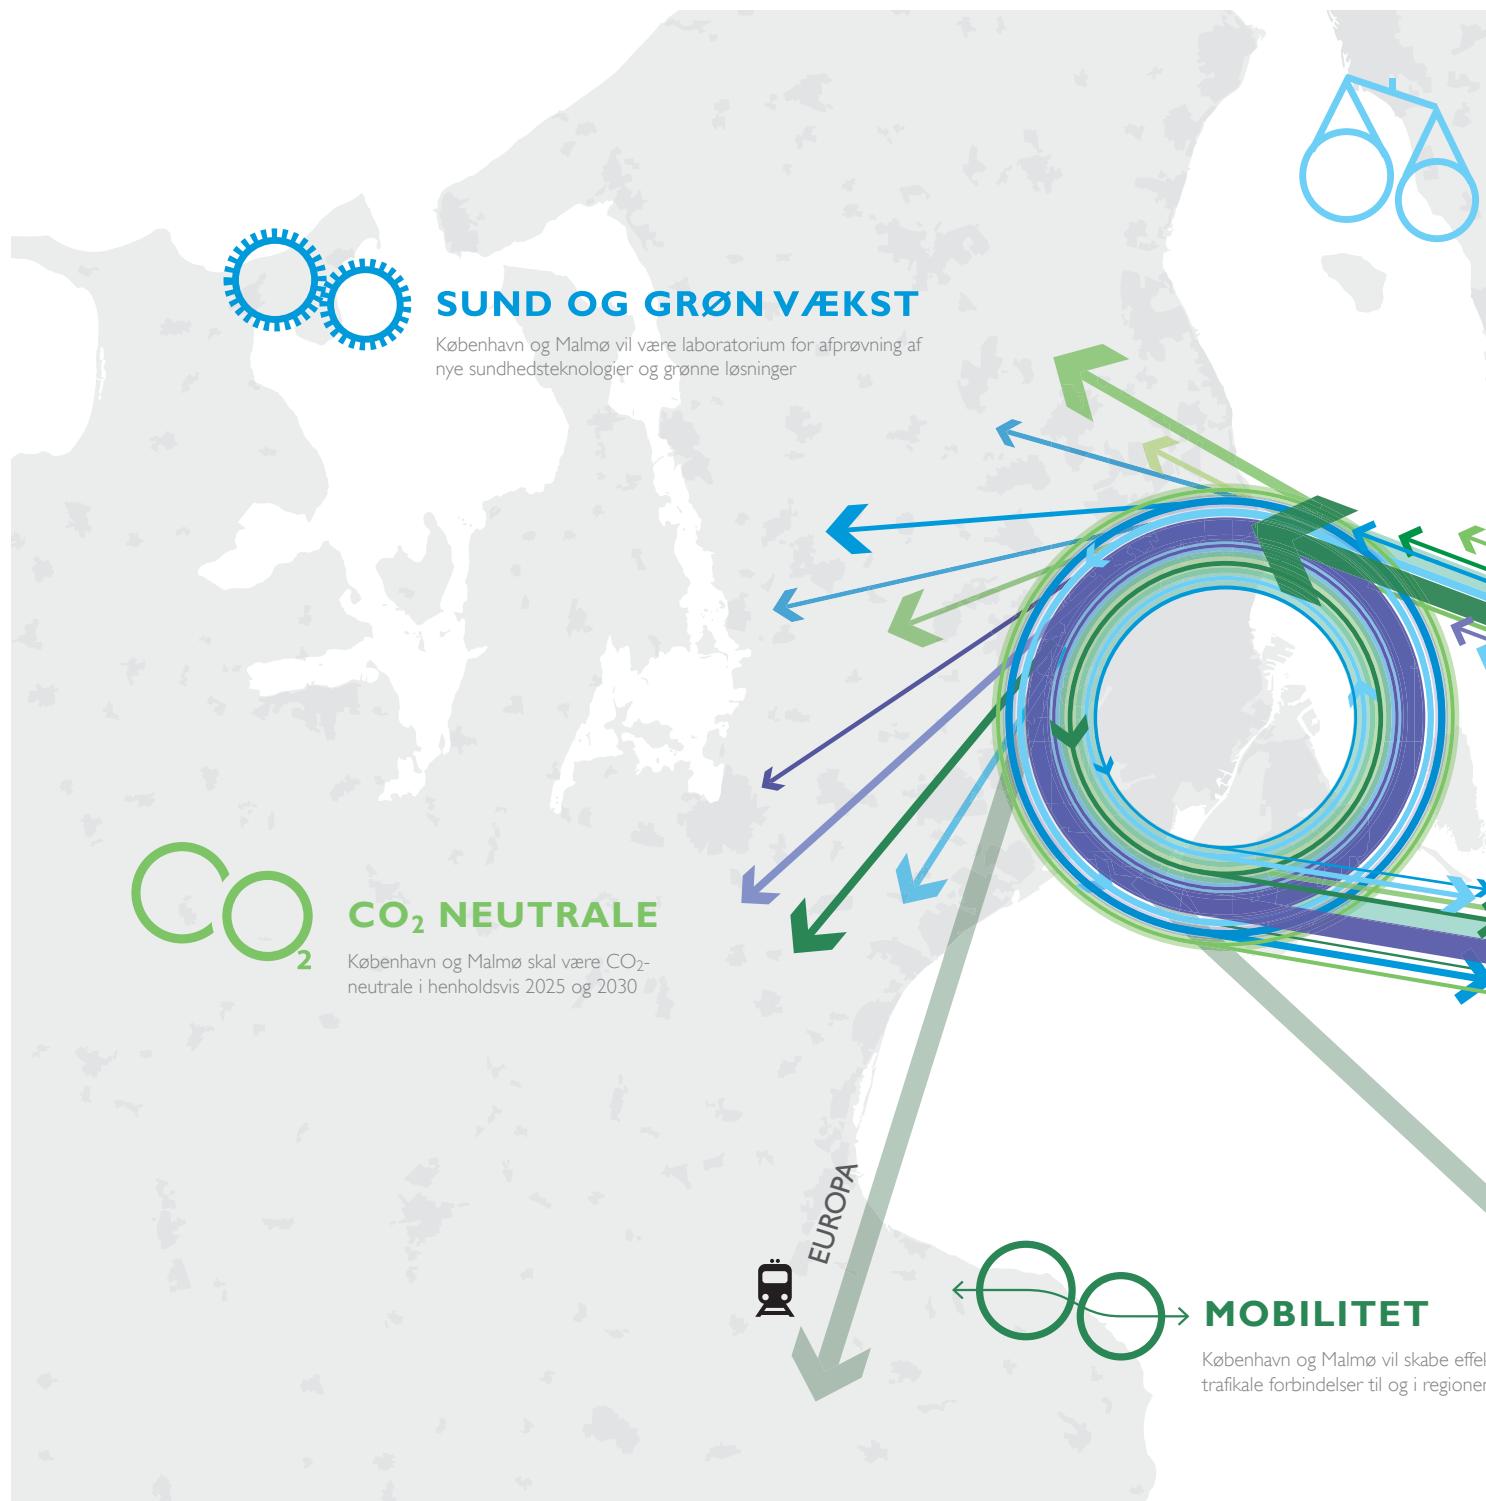 SUND OG GRØN VÆKST
København og Malmø vil være laboratorium for afprøvning af
nye sundhedsteknologier og grønne løsninger
CO₂ NEUTRALE
2
København og Malmø skal være CO₂-
neutrale i henholdsvis 2025 og 2030
EUROPA
MOBILITET
København og Malmø vil skabe
trafikale forbindelser til og i